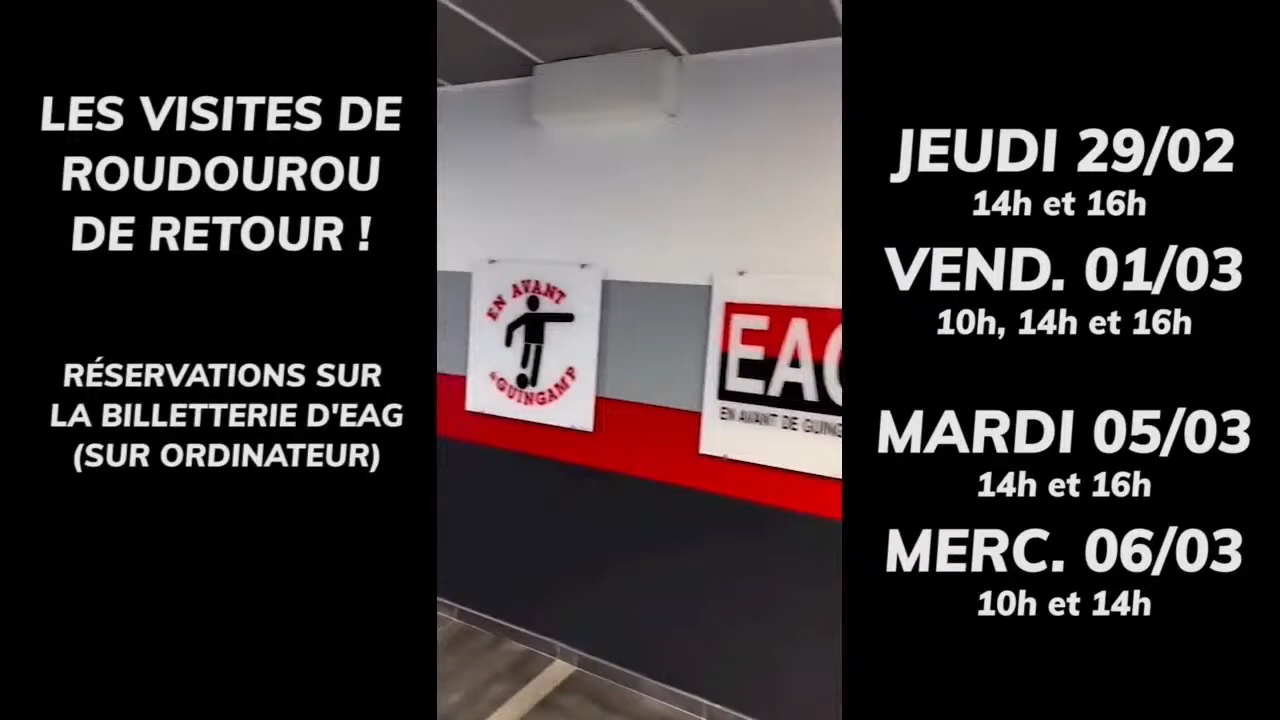 LES VISITES DE
ROUDOUROU
DE RETOUR !
RÉSERVATIONS SUR
LA BILLETTERIE D'EAG
(SUR ORDINATEUR)
EN AVANT
GUINGAMP
EAG
EN AVANT DE GUING
JEUDI 29/02
14h et 16h
VEND. 01/03
10h, 14h et 16h
MARDI 05/03
14h et 16h
MERC. 06/03
10h et 14h